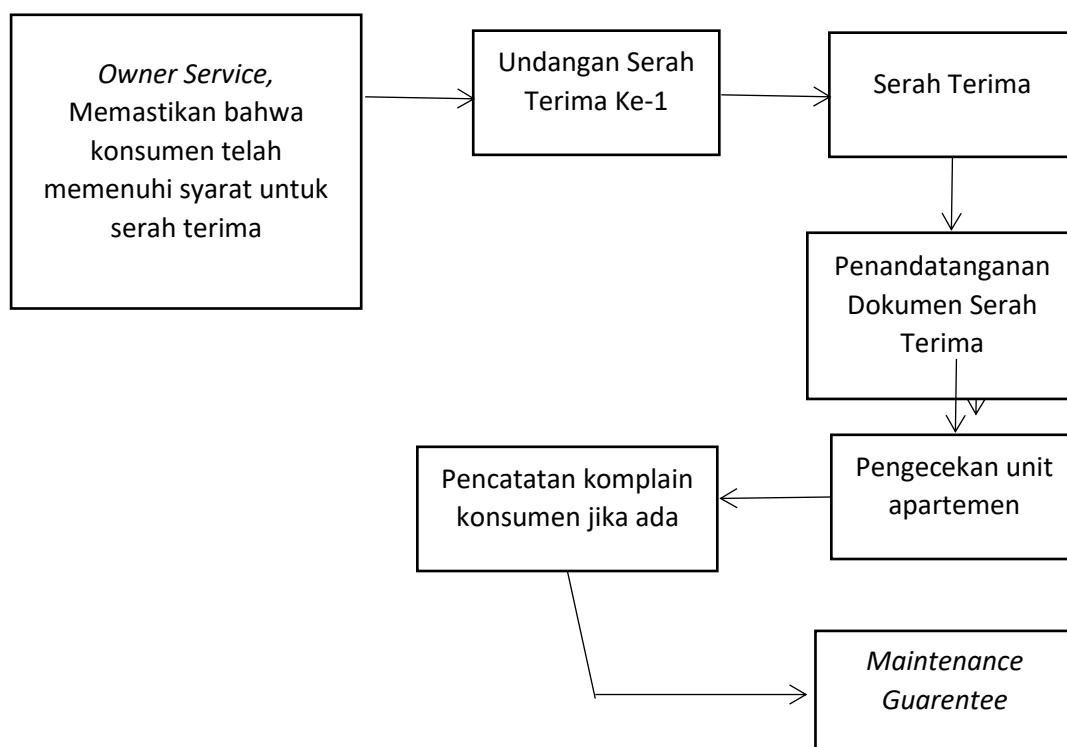 Owner Service,
Memastikan bahwa
konsumen telah
memenuhi syarat untuk
serah terima
Undangan Serah
Terima Ke-1
Serah Terima
Penandatanganan
Dokumen Serah
Terima
Pengecekan unit
apartemen
Pencatatan komplain
konsumen jika ada
Maintenance
Guarentee